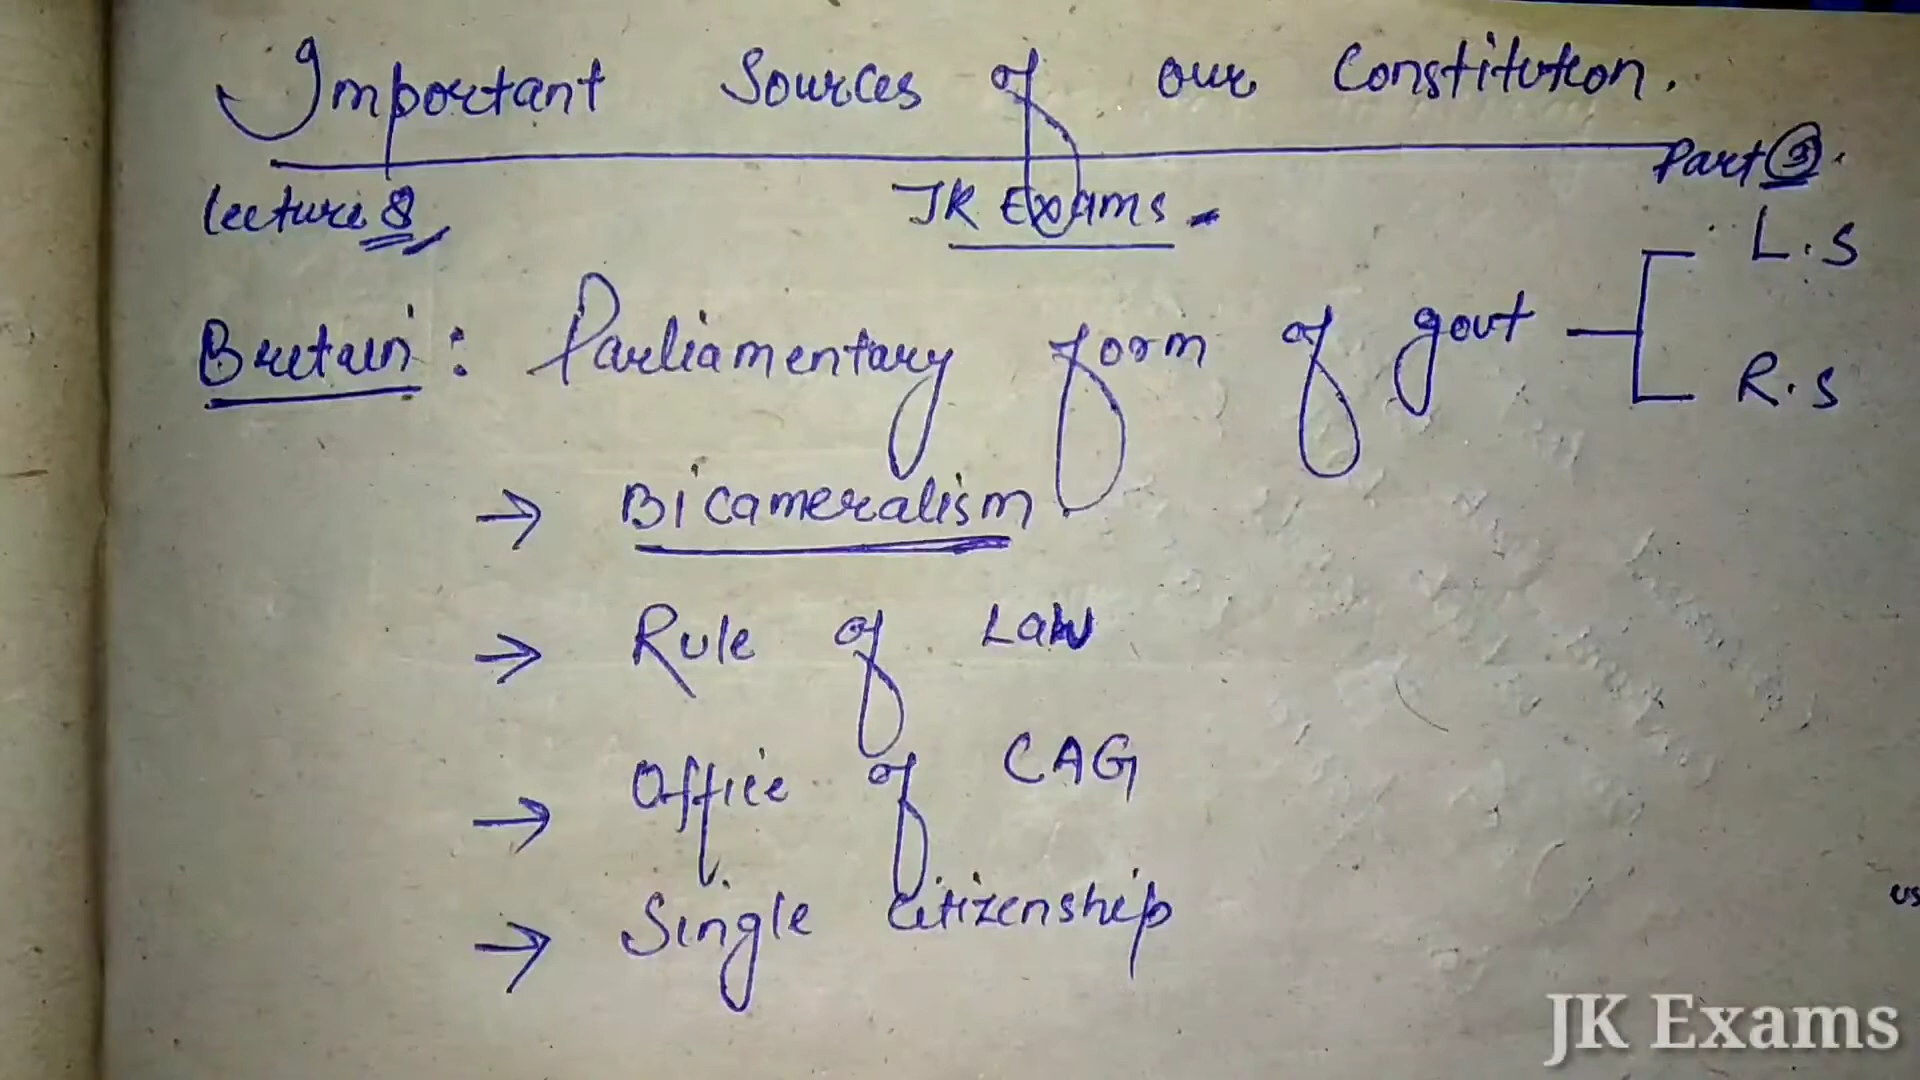 Important Sources of our Constitution.
Part
Lecture 8
JK Exams -
L.S
Britain : Parliamentary form of govt
R.S
→ Bicameralism
→ Rule of Law
→ Office of CAG
→ Single citizenship
us
JK Exams